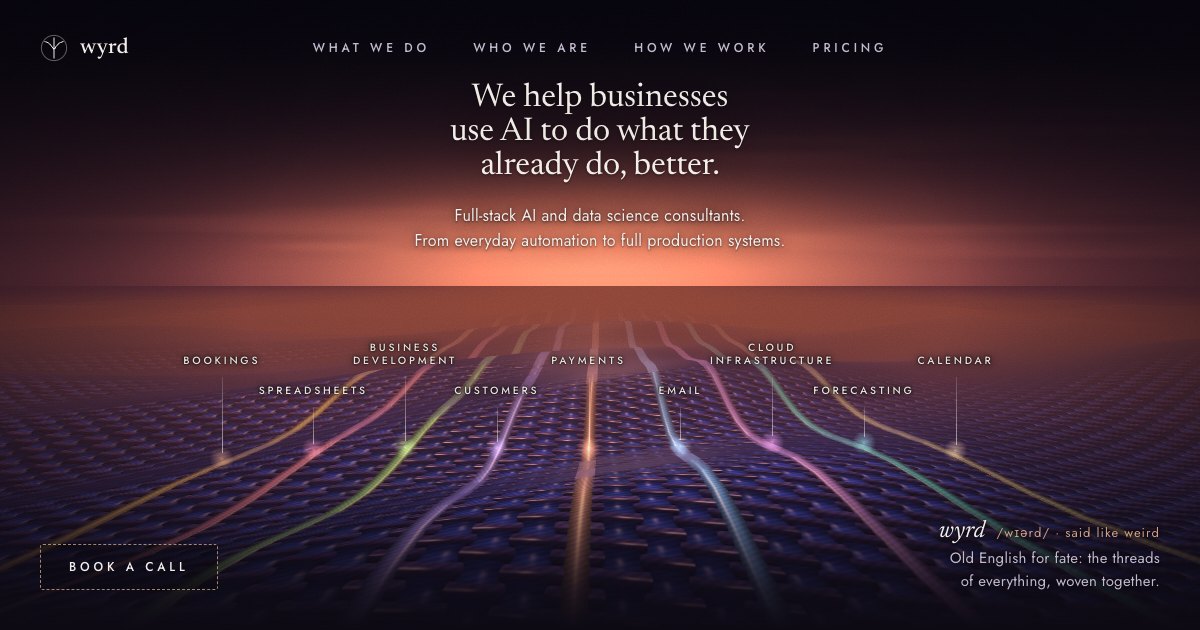 wyrd
WHAT WE DO
WHO WE ARE
HOW WE WORK
PRICING
We help businesses
use AI to do what they
already do, better.
Full-stack AI and data science consultants.
From everyday automation to full production systems.
BOOKINGS
SPREADSHEETS
BUSINESS
DEVELOPMENT
CUSTOMERS
PAYMENTS
EMAIL
CLOUD
INFRASTRUCTURE
FORECASTING
CALENDAR
BOOK A CALL
wyrd /wɪərd/ · said like weird
Old English for fate: the threads
of everything, woven together.